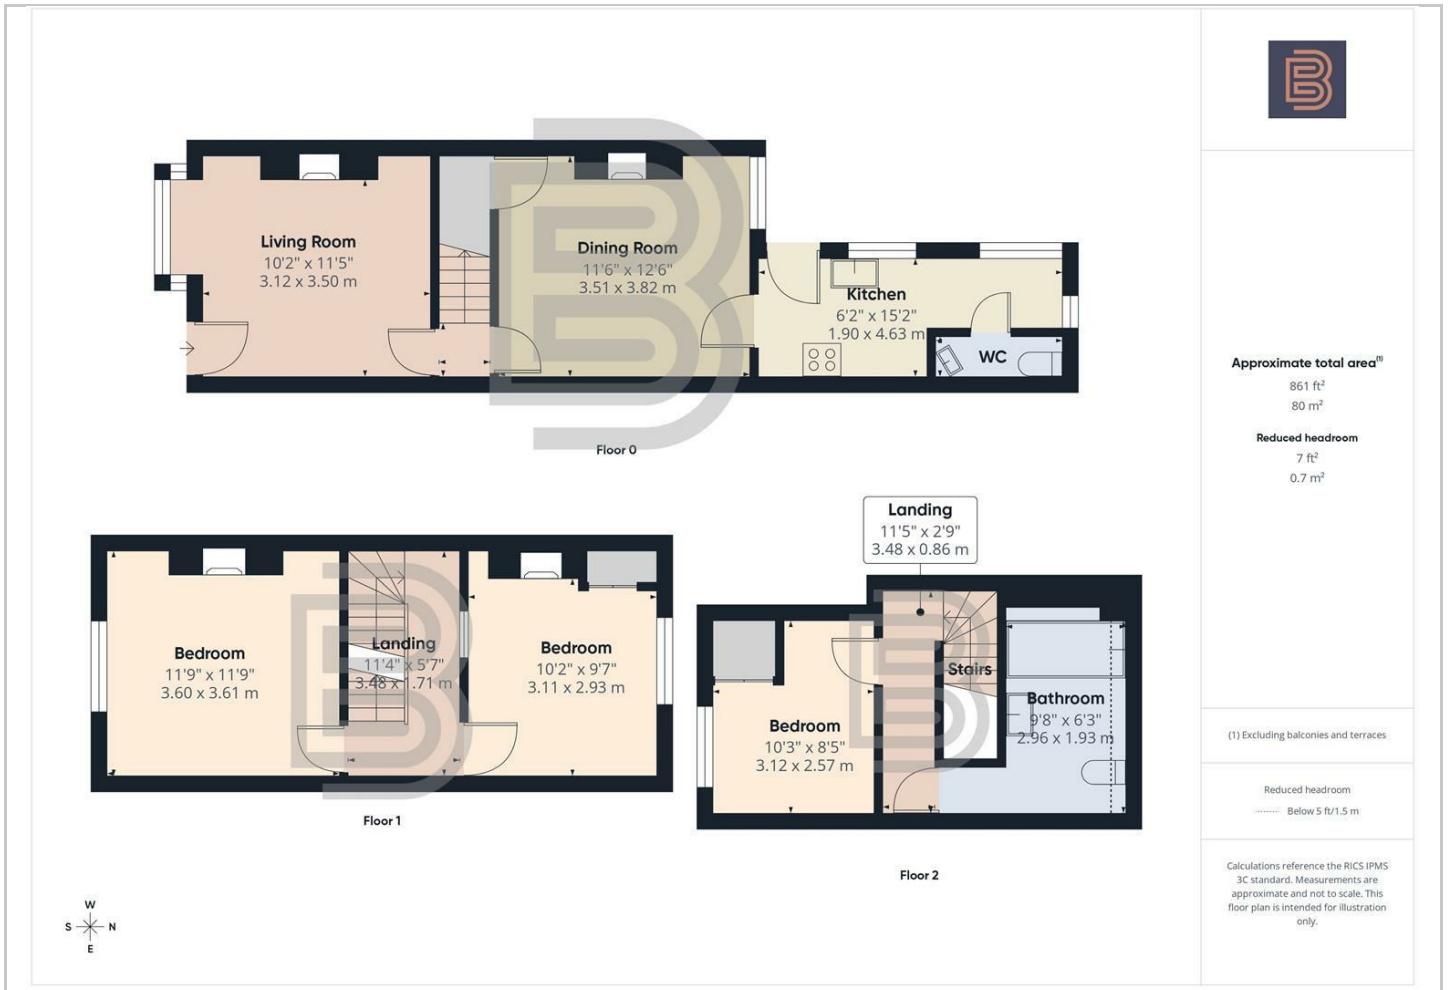 Living Room
10'2" x 11'5"
3.12 x 3.50 m
Dining Room
11'6" x 12'6"
3.51 x 3.82 m
Kitchen
6'2" x 15'2"
1.90 x 4.63 m
WC
Floor 0
Bedroom
11'9" x 11'9"
3.60 x 3.61 m
Landing
11'4" x 5'7"
3.48 x 1.71 m
Bedroom
10'2" x 9'7"
3.11 x 2.93 m
Floor 1
Landing
11'5" x 2'9"
3.48 x 0.86 m
Stairs
Bedroom
10'3" x 8'5"
3.12 x 2.57 m
Bathroom
9'8" x 6'3"
2.96 x 1.93 m
Floor 2
W
S N
E
B
Approximate total area(1)
861 ft²
80 m²
Reduced headroom
7 ft²
0.7 m²
(1) Excluding balconies and terraces
Reduced headroom
Below 5 ft/1.5 m
Calculations reference the RICS IPMS
3C standard. Measurements are
approximate and not to scale. This
floor plan is intended for illustration
only.